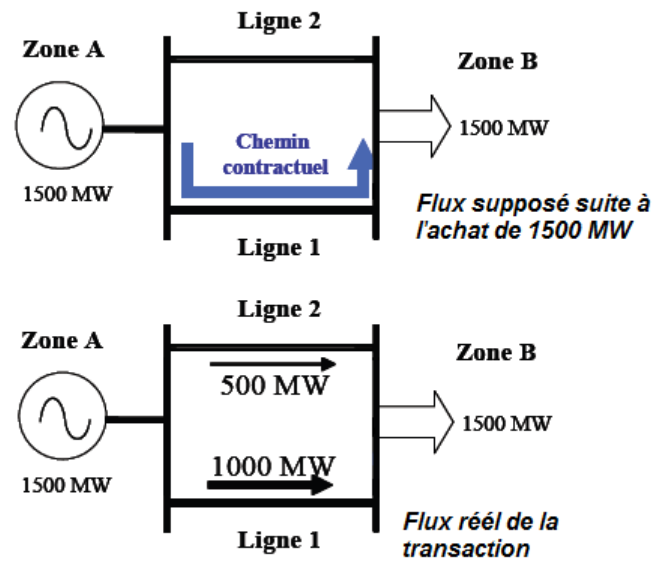 Ligne 2
Zone A
Zone B
Chemin
contractuel
1500 MW
1500 MW
Flux supposé suite à
l'achat de 1500 MW
Ligne 1
Ligne 2
Zone A
Zone B
500 MW
1500 MW
1000 MW
1500 MW
Flux réél de la
transaction
Ligne 1